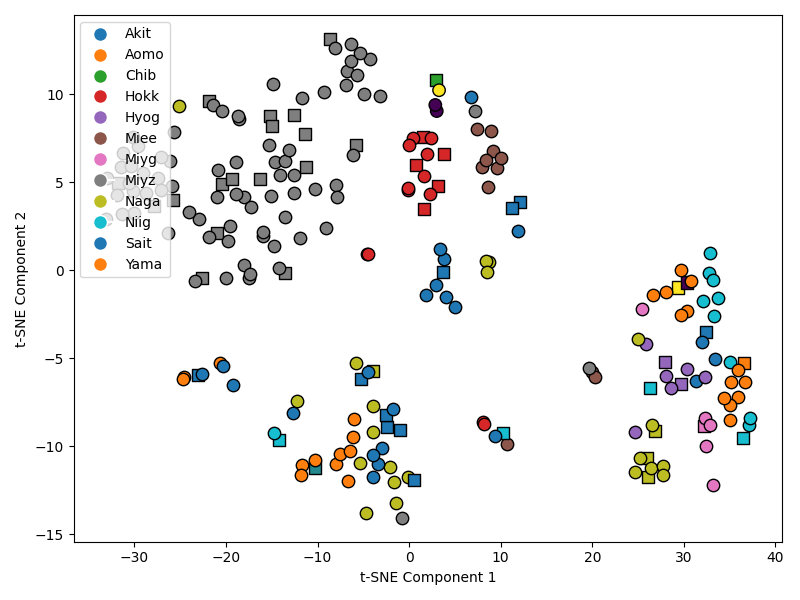 Akit
Aomo
Chib
Hokk
Hyog
Miee
Miyg
Miyz
Naga
Niig
Sait
Yama
10
5
0
−5
−10
−15
−30
−20
−10
0
10
20
30
40
t-SNE Component 1
t-SNE Component 2